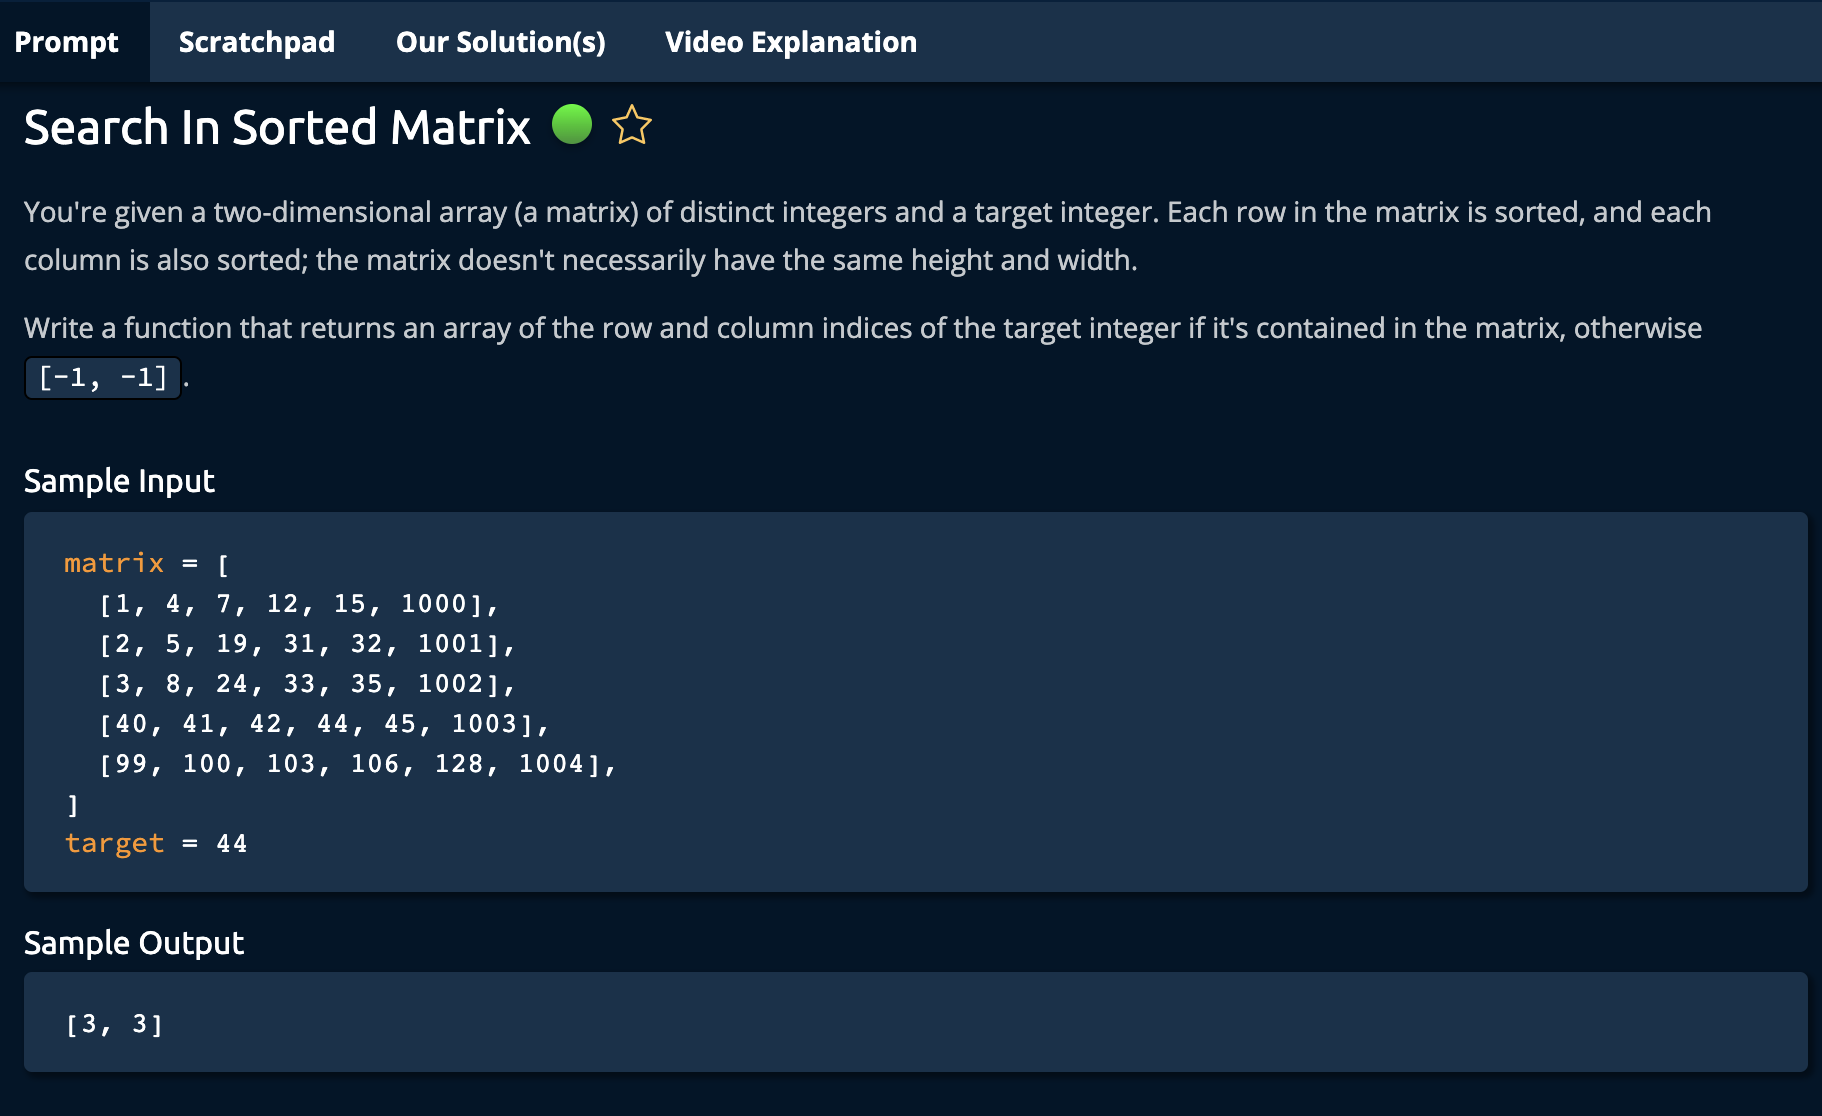 Prompt Scratchpad Our Solution(s) Video Explanation
Search In Sorted Matrix
You're given a two-dimensional array (a matrix) of distinct integers and a target integer. Each row in the matrix is sorted, and each
column is also sorted; the matrix doesn't necessarily have the same height and width.
Write a function that returns an array of the row and column indices of the target integer if it's contained in the matrix, otherwise
[-1, -1] .
Sample Input
matrix = [
  [1, 4, 7, 12, 15, 1000],
  [2, 5, 19, 31, 32, 1001],
  [3, 8, 24, 33, 35, 1002],
  [40, 41, 42, 44, 45, 1003],
  [99, 100, 103, 106, 128, 1004],
]
target = 44
Sample Output
[3, 3]